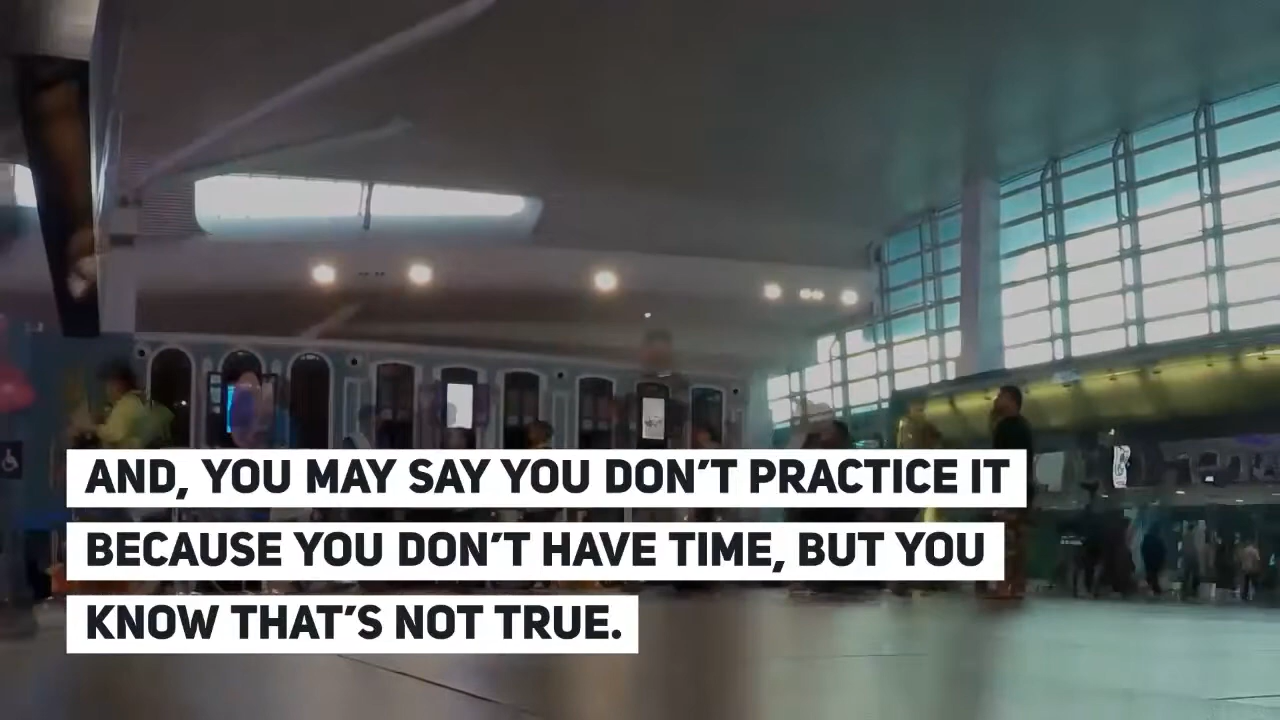 AND, YOU MAY SAY YOU DON’T PRACTICE IT
BECAUSE YOU DON’T HAVE TIME, BUT YOU
KNOW THAT’S NOT TRUE.